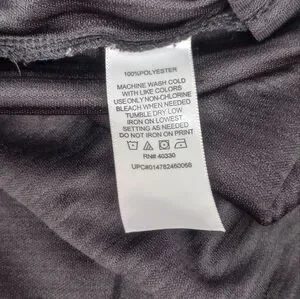 100%POLYESTER
MACHINE WASH COLD
WITH LIKE COLORS
USE ONLY NON-CHLORINE
BLEACH WHEN NEEDED
TUMBLE DRY LOW
IRON ON LOWEST
SETTING AS NEEDED
DO NOT IRON ON PRINT
RN# 40330
UPC#014782460068